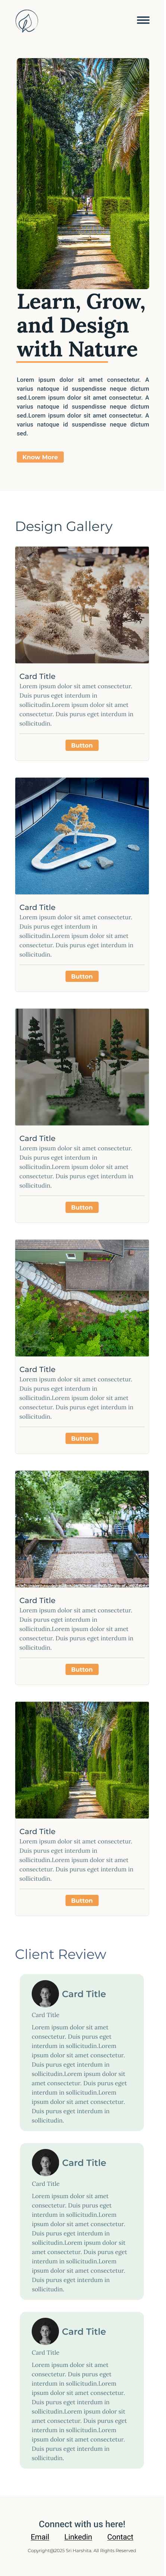 Learn, Grow,
and Design
with Nature
Lorem ipsum dolor sit amet consectetur. A
varius natoque id suspendisse neque dictum
sed.Lorem ipsum dolor sit amet consectetur. A
varius natoque id suspendisse neque dictum
sed.Lorem ipsum dolor sit amet consectetur. A
varius natoque id suspendisse neque dictum
sed.
Know More
Design Gallery
Card Title
Lorem ipsum dolor sit amet consectetur.
Duis purus eget interdum in
sollicitudin.Lorem ipsum dolor sit amet
consectetur. Duis purus eget interdum in
sollicitudin.
Button
Card Title
Lorem ipsum dolor sit amet consectetur.
Duis purus eget interdum in
sollicitudin.Lorem ipsum dolor sit amet
consectetur. Duis purus eget interdum in
sollicitudin.
Button
Card Title
Lorem ipsum dolor sit amet consectetur.
Duis purus eget interdum in
sollicitudin.Lorem ipsum dolor sit amet
consectetur. Duis purus eget interdum in
sollicitudin.
Button
Card Title
Lorem ipsum dolor sit amet consectetur.
Duis purus eget interdum in
sollicitudin.Lorem ipsum dolor sit amet
consectetur. Duis purus eget interdum in
sollicitudin.
Button
Card Title
Lorem ipsum dolor sit amet consectetur.
Duis purus eget interdum in
sollicitudin.Lorem ipsum dolor sit amet
consectetur. Duis purus eget interdum in
sollicitudin.
Button
Card Title
Lorem ipsum dolor sit amet consectetur.
Duis purus eget interdum in
sollicitudin.Lorem ipsum dolor sit amet
consectetur. Duis purus eget interdum in
sollicitudin.
Button
Client Review
Card Title
Card Title
Lorem ipsum dolor sit amet
consectetur. Duis purus eget
interdum in sollicitudin.Lorem
ipsum dolor sit amet consectetur.
Duis purus eget interdum in
sollicitudin.Lorem ipsum dolor sit
amet consectetur. Duis purus eget
interdum in sollicitudin.Lorem
ipsum dolor sit amet consectetur.
Duis purus eget interdum in
sollicitudin.
Card Title
Card Title
Lorem ipsum dolor sit amet
consectetur. Duis purus eget
interdum in sollicitudin.Lorem
ipsum dolor sit amet consectetur.
Duis purus eget interdum in
sollicitudin.Lorem ipsum dolor sit
amet consectetur. Duis purus eget
interdum in sollicitudin.Lorem
ipsum dolor sit amet consectetur.
Duis purus eget interdum in
sollicitudin.
Card Title
Card Title
Lorem ipsum dolor sit amet
consectetur. Duis purus eget
interdum in sollicitudin.Lorem
ipsum dolor sit amet consectetur.
Duis purus eget interdum in
sollicitudin.Lorem ipsum dolor sit
amet consectetur. Duis purus eget
interdum in sollicitudin.Lorem
ipsum dolor sit amet consectetur.
Duis purus eget interdum in
sollicitudin.
Connect with us here!
Email Linkedin Contact
Copyright@2025 Sri Harshita. All Rights Reserved